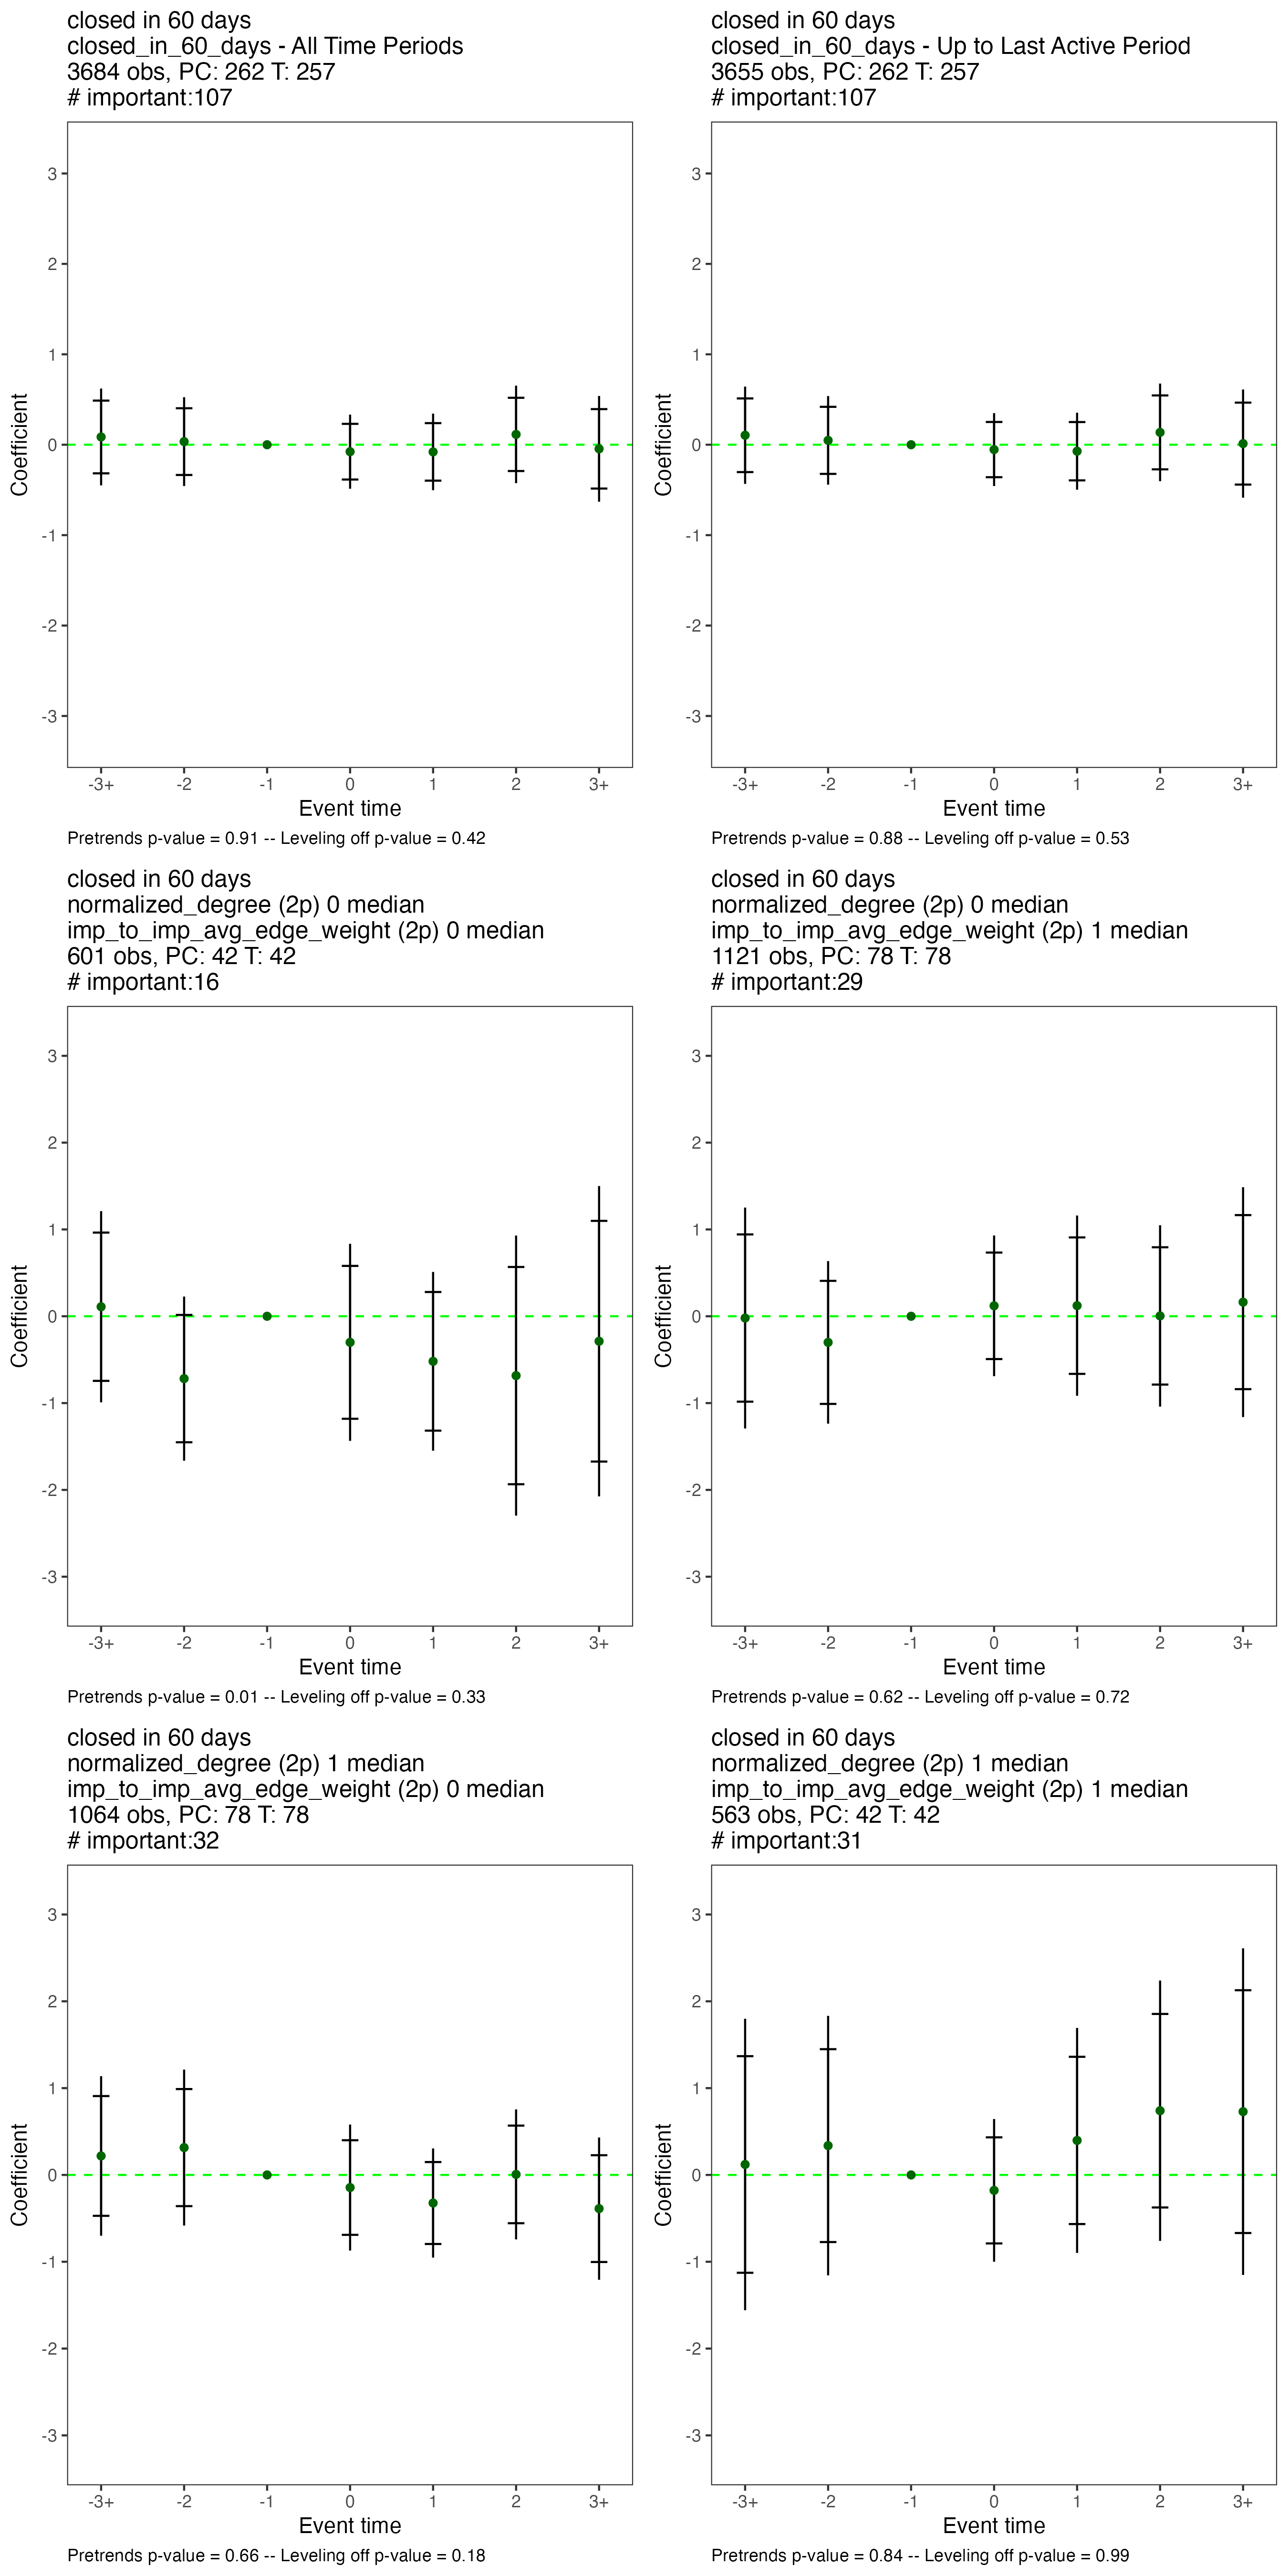 closed in 60 days
closed_in_60_days - All Time Periods
3684 obs, PC: 262 T: 257
# important:107
3
2
1
0
-1
-2
-3
Coefficient
-3+ -2 -1 0 1 2 3+
Event time
Pretrends p-value = 0.91 -- Leveling off p-value = 0.42
closed in 60 days
closed_in_60_days - Up to Last Active Period
3655 obs, PC: 262 T: 257
# important:107
3
2
1
0
-1
-2
-3
Coefficient
-3+ -2 -1 0 1 2 3+
Event time
Pretrends p-value = 0.88 -- Leveling off p-value = 0.53
closed in 60 days
normalized_degree (2p) 0 median
imp_to_imp_avg_edge_weight (2p) 0 median
601 obs, PC: 42 T: 42
# important:16
3
2
1
0
-1
-2
-3
Coefficient
-3+ -2 -1 0 1 2 3+
Event time
Pretrends p-value = 0.01 -- Leveling off p-value = 0.33
closed in 60 days
normalized_degree (2p) 0 median
imp_to_imp_avg_edge_weight (2p) 1 median
1121 obs, PC: 78 T: 78
# important:29
3
2
1
0
-1
-2
-3
Coefficient
-3+ -2 -1 0 1 2 3+
Event time
Pretrends p-value = 0.62 -- Leveling off p-value = 0.72
closed in 60 days
normalized_degree (2p) 1 median
imp_to_imp_avg_edge_weight (2p) 0 median
1064 obs, PC: 78 T: 78
# important:32
3
2
1
0
-1
-2
-3
Coefficient
-3+ -2 -1 0 1 2 3+
Event time
Pretrends p-value = 0.66 -- Leveling off p-value = 0.18
closed in 60 days
normalized_degree (2p) 1 median
imp_to_imp_avg_edge_weight (2p) 1 median
563 obs, PC: 42 T: 42
# important:31
3
2
1
0
-1
-2
-3
Coefficient
-3+ -2 -1 0 1 2 3+
Event time
Pretrends p-value = 0.84 -- Leveling off p-value = 0.99